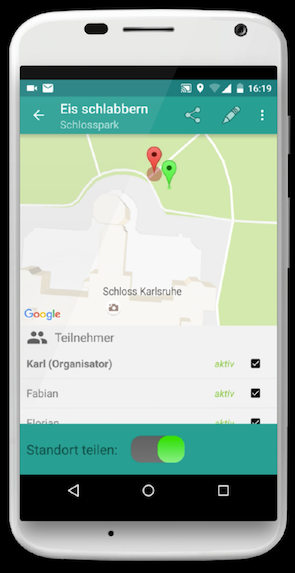 16:19
Eis schlabbern
Schlosspark
Schloss Karlsruhe
Google
Teilnehmer
Karl (Organisator) aktiv
Fabian aktiv
Florian aktiv
Standort teilen: